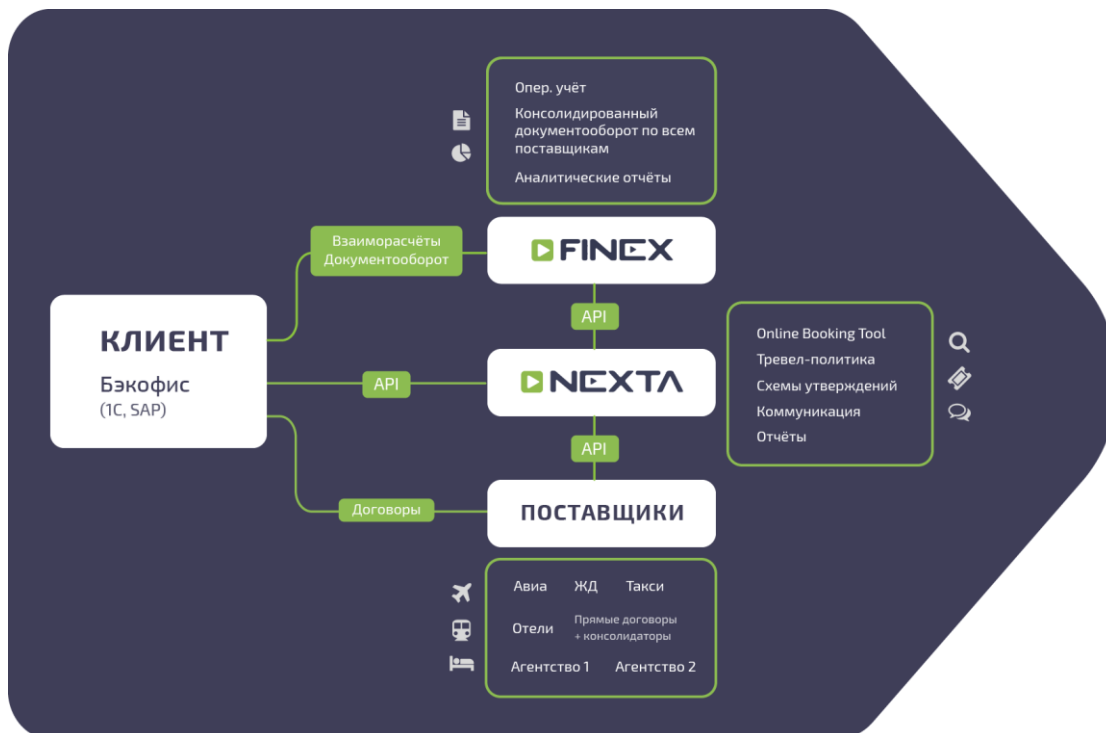 Опер. учёт
Консолидированный
документооборот по всем
поставщикам
Аналитические отчёты
Взаиморасчёты
Документооборот
FINEX
API
КЛИЕНТ
Бэкофис
(1С, SAP)
API
NEXTA
Online Booking Tool
Тревел-политика
Схемы утверждений
Коммуникация
Отчёты
API
Договоры
ПОСТАВЩИКИ
Авиа ЖД Такси
Отели Прямые договоры
+ консолидаторы
Агентство 1 Агентство 2